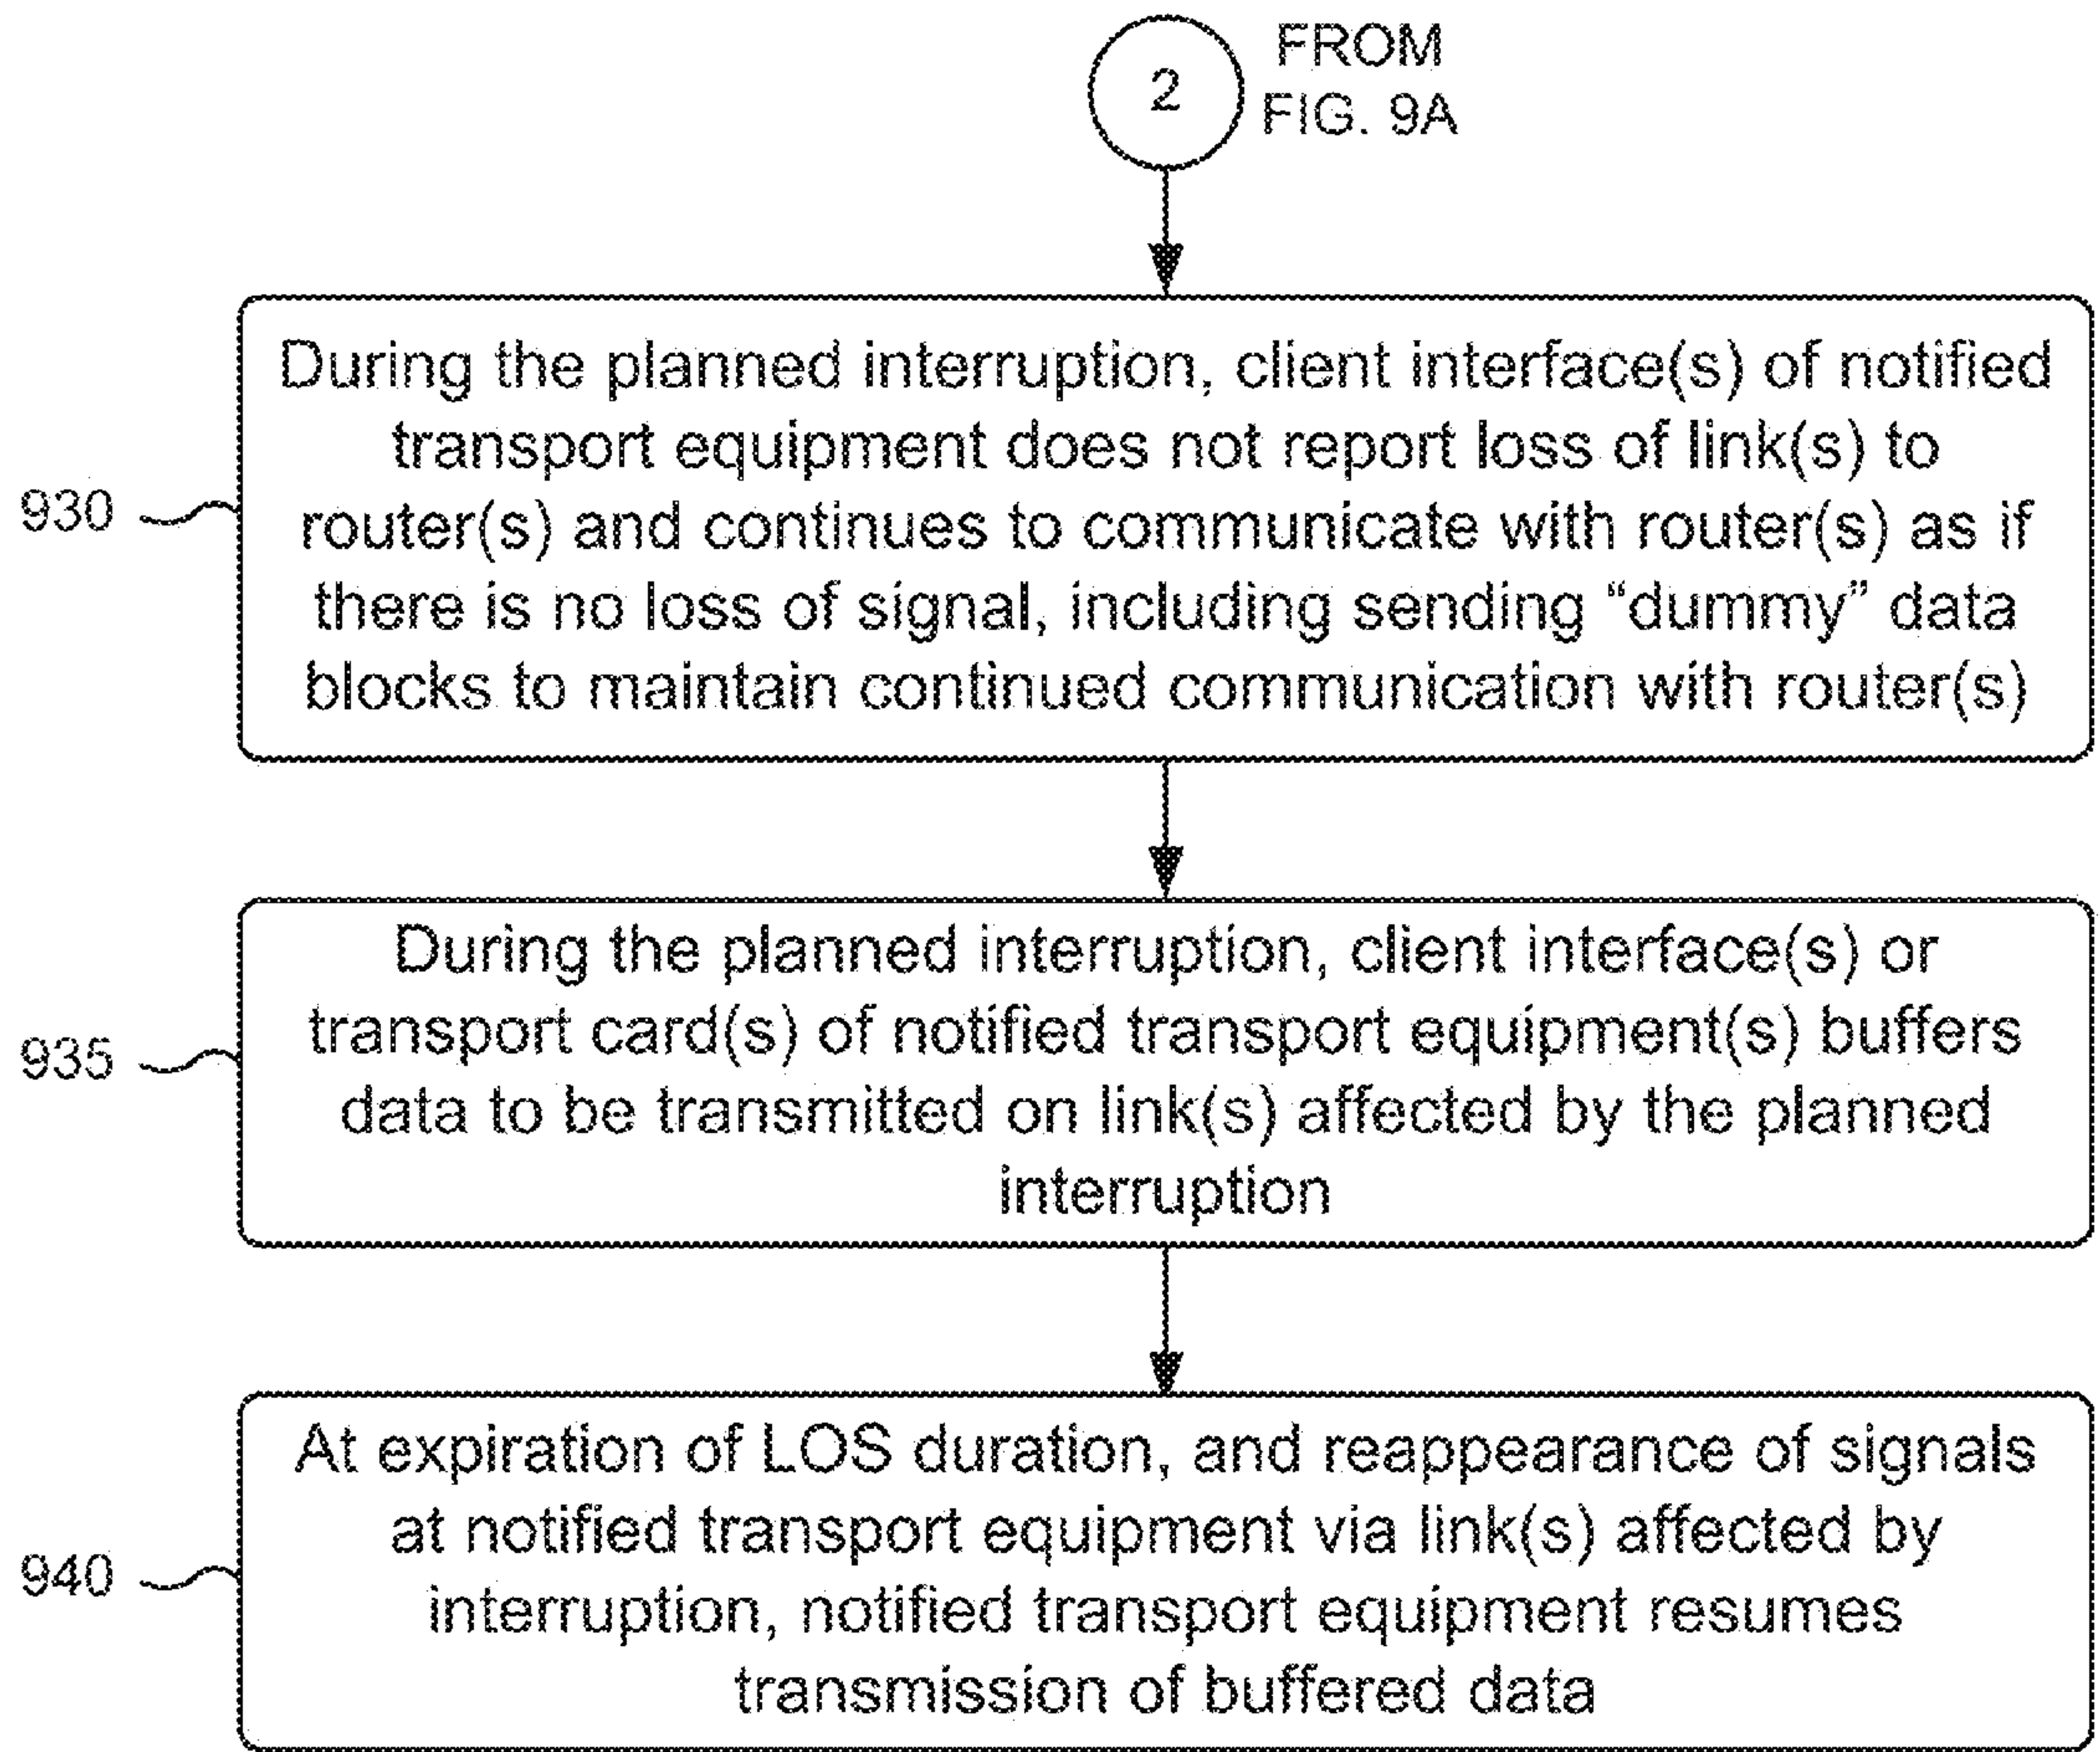 2
FROM
FIG. 9A
During the planned interruption, client interface(s) of notified
transport equipment does not report loss of link(s) to
router(s) and continues to communicate with router(s) as if
there is no loss of signal, including sending “dummy” data
blocks to maintain continued communication with router(s)
930
During the planned interruption, client interface(s) or
transport card(s) of notified transport equipment(s) buffers
data to be transmitted on link(s) affected by the planned
interruption
935
At expiration of LOS duration, and reappearance of signals
at notified transport equipment via link(s) affected by
interruption, notified transport equipment resumes
transmission of buffered data
940